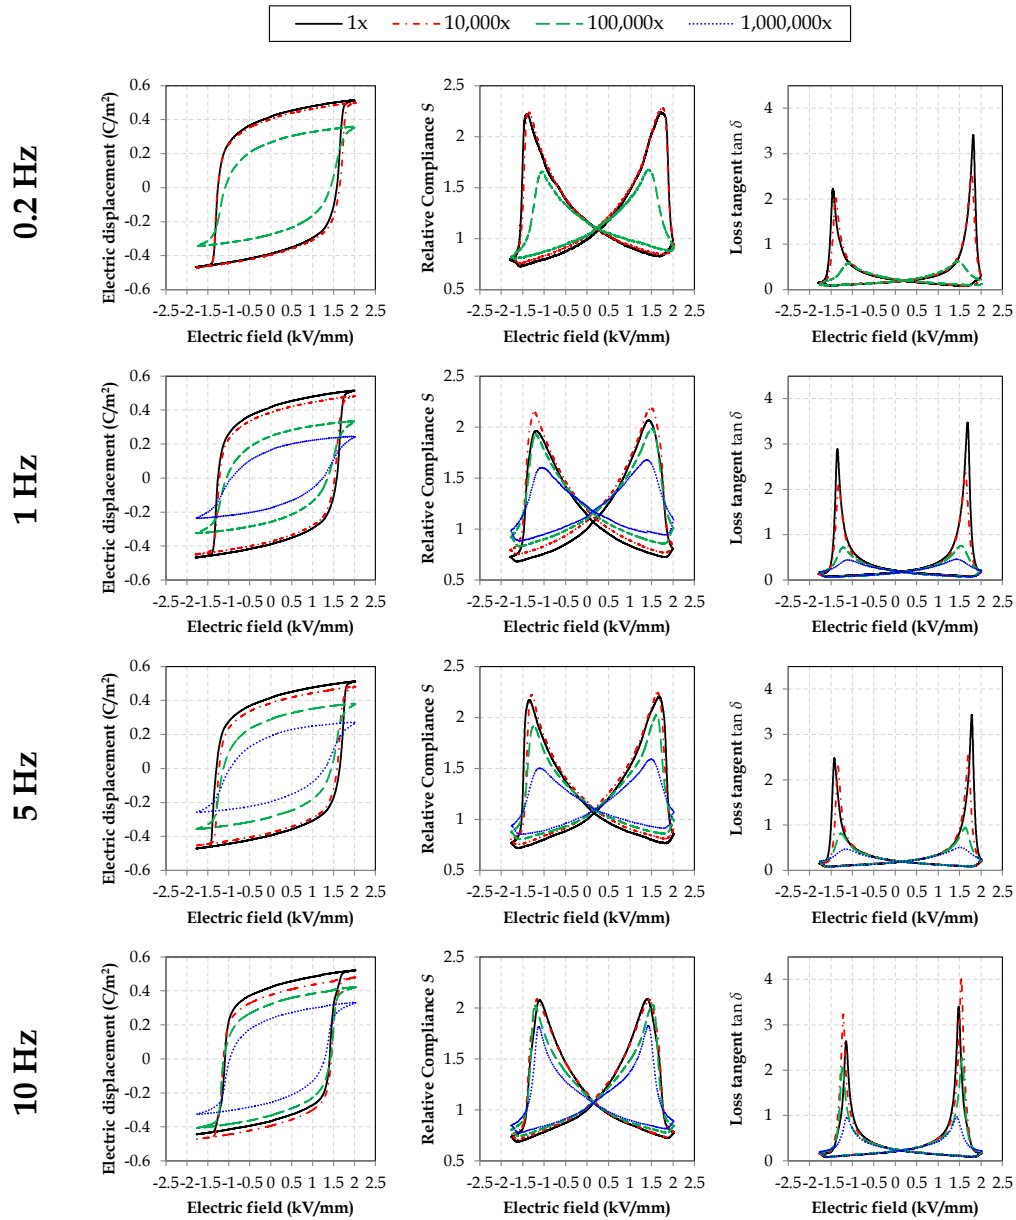 1x 10,000x 100,000x 1,000,000x
0.2 Hz
Electric displacement (C/m²)
0.6
0.4
0.2
0
-0.2
-0.4
-0.6
-2.5 -2 -1.5 -1 -0.5 0 0.5 1 1.5 2 2.5
Electric field (kV/mm)
Relative Compliance S
2.5
2
1.5
1
0.5
-2.5 -2 -1.5 -1 -0.5 0 0.5 1 1.5 2 2.5
Electric field (kV/mm)
Loss tangent tan δ
4
3
2
1
0
-2.5 -2 -1.5 -1 -0.5 0 0.5 1 1.5 2 2.5
Electric field (kV/mm)
1 Hz
Electric displacement (C/m²)
0.6
0.4
0.2
0
-0.2
-0.4
-0.6
-2.5 -2 -1.5 -1 -0.5 0 0.5 1 1.5 2 2.5
Electric field (kV/mm)
Relative Compliance S
2.5
2
1.5
1
0.5
-2.5 -2 -1.5 -1 -0.5 0 0.5 1 1.5 2 2.5
Electric field (kV/mm)
Loss tangent tan δ
4
3
2
1
0
-2.5 -2 -1.5 -1 -0.5 0 0.5 1 1.5 2 2.5
Electric field (kV/mm)
5 Hz
Electric displacement (C/m²)
0.6
0.4
0.2
0
-0.2
-0.4
-0.6
-2.5 -2 -1.5 -1 -0.5 0 0.5 1 1.5 2 2.5
Electric field (kV/mm)
Relative Compliance S
2.5
2
1.5
1
0.5
-2.5 -2 -1.5 -1 -0.5 0 0.5 1 1.5 2 2.5
Electric field (kV/mm)
Loss tangent tan δ
4
3
2
1
0
-2.5 -2 -1.5 -1 -0.5 0 0.5 1 1.5 2 2.5
Electric field (kV/mm)
10 Hz
Electric displacement (C/m²)
0.6
0.4
0.2
0
-0.2
-0.4
-0.6
-2.5 -2 -1.5 -1 -0.5 0 0.5 1 1.5 2 2.5
Electric field (kV/mm)
Relative Compliance S
2.5
2
1.5
1
0.5
-2.5 -2 -1.5 -1 -0.5 0 0.5 1 1.5 2 2.5
Electric field (kV/mm)
Loss tangent tan δ
4
3
2
1
0
-2.5 -2 -1.5 -1 -0.5 0 0.5 1 1.5 2 2.5
Electric field (kV/mm)